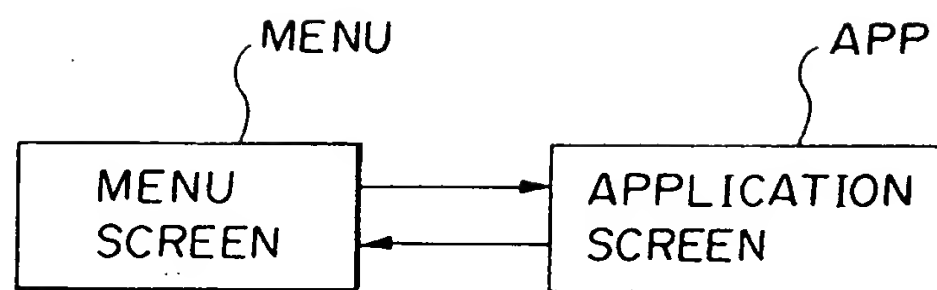 MENU
APP
MENU
SCREEN
APPLICATION
SCREEN